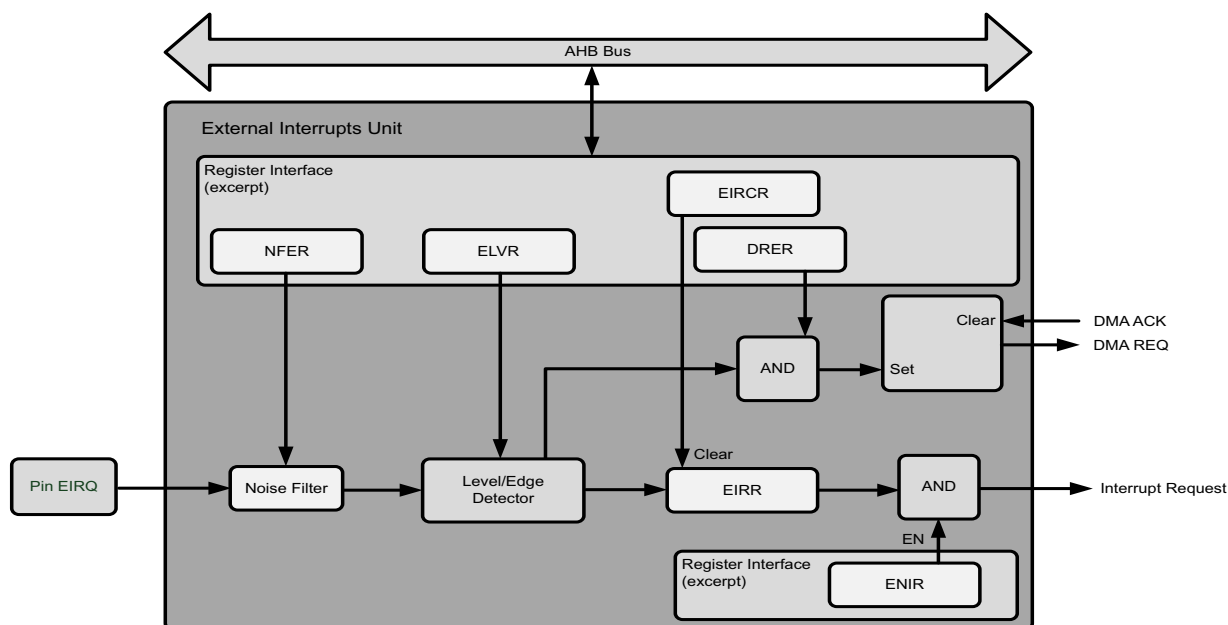 AHB Bus
External Interrupts Unit
Register Interface
(excerpt)
EIRCR
NFER
ELVR
DRER
Clear
DMA ACK
DMA REQ
AND
Set
Clear
Pin EIRQ
Noise Filter
Level/Edge
Detector
EIRR
AND
Interrupt Request
EN
Register Interface
(excerpt)
ENIR